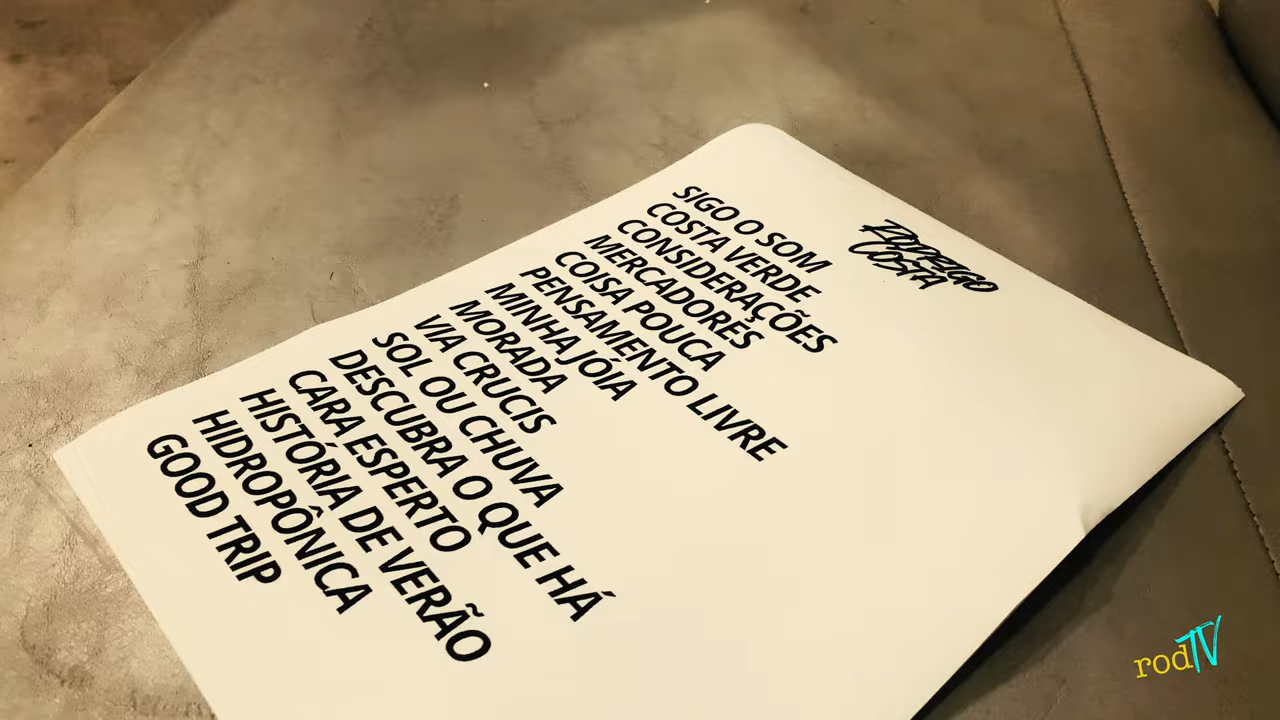 SIGO O SOM
COSTA VERDE
CONSIDERAÇÕES
MERCADORES
COISA POUCA
PENSAMENTO LIVRE
MINHA JÓIA
MORADA
VIA CRUCIS
SOL OU CHUVA
DESCUBRA O QUE HÁ
CARA ESPERTO
HISTÓRIA DE VERÃO
HIDROPÔNICA
GOOD TRIP
RODRIGO
COSTA
rodTV